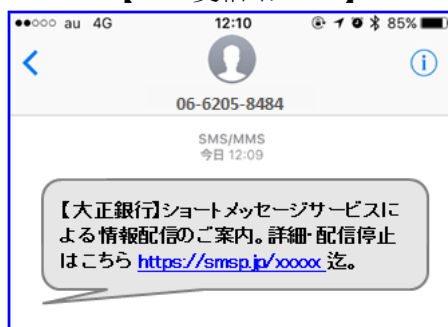 au 4G 12:10 85%
06-6205-8484
SMS/MMS
今日 12:09
【大正銀行】ショートメッセージサービスに
よる情報配信のご案内。詳細・配信停止
はこちら https://smsp.jp/xxxxx 迄。